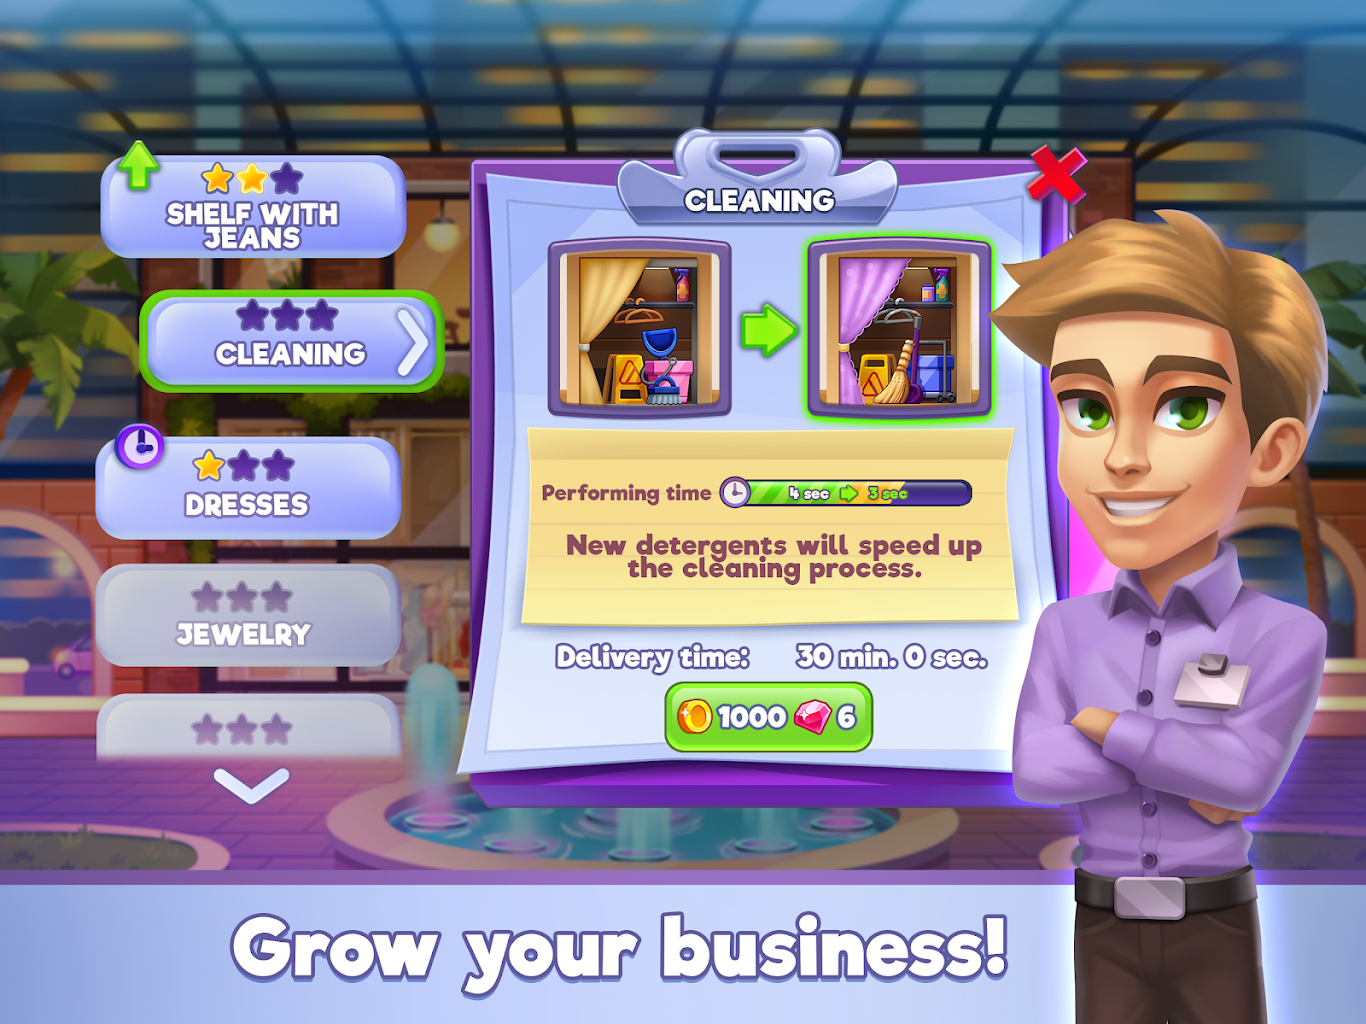 SHELF WITH
JEANS
CLEANING
DRESSES
JEWELRY
CLEANING
Performing time 4 sec 3 sec
New detergents will speed up
the cleaning process.
Delivery time: 30 min. 0 sec.
1000 6
Grow your business!